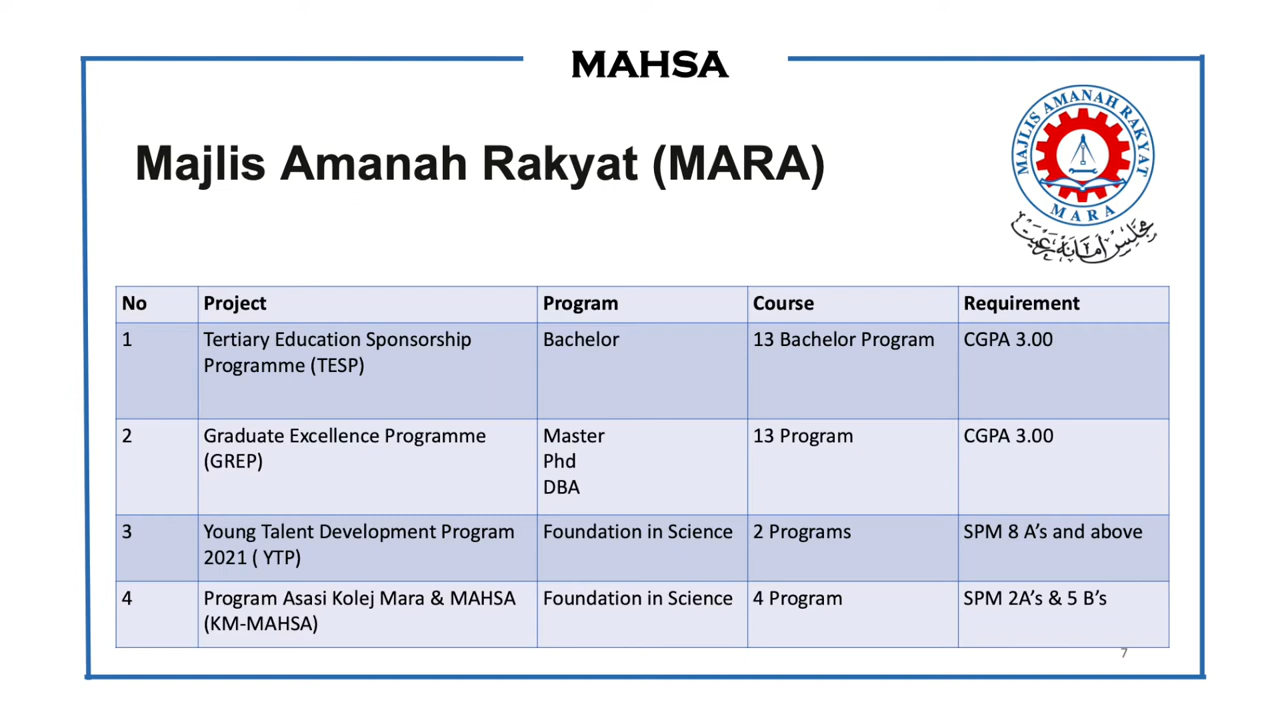 MAHSA
Majlis Amanah Rakyat (MARA)
MAJLIS AMANAH RAKYAT
MARA
مجليس أمانه رعيت
No Project Program Course Requirement
1 Tertiary Education Sponsorship Bachelor 13 Bachelor Program CGPA 3.00
Programme (TESP)
2 Graduate Excellence Programme Master 13 Program CGPA 3.00
(GREP) Phd
DBA
3 Young Talent Development Program Foundation in Science 2 Programs SPM 8 A’s and above
2021 ( YTP)
4 Program Asasi Kolej Mara & MAHSA Foundation in Science 4 Program SPM 2A’s & 5 B’s
(KM-MAHSA)
7